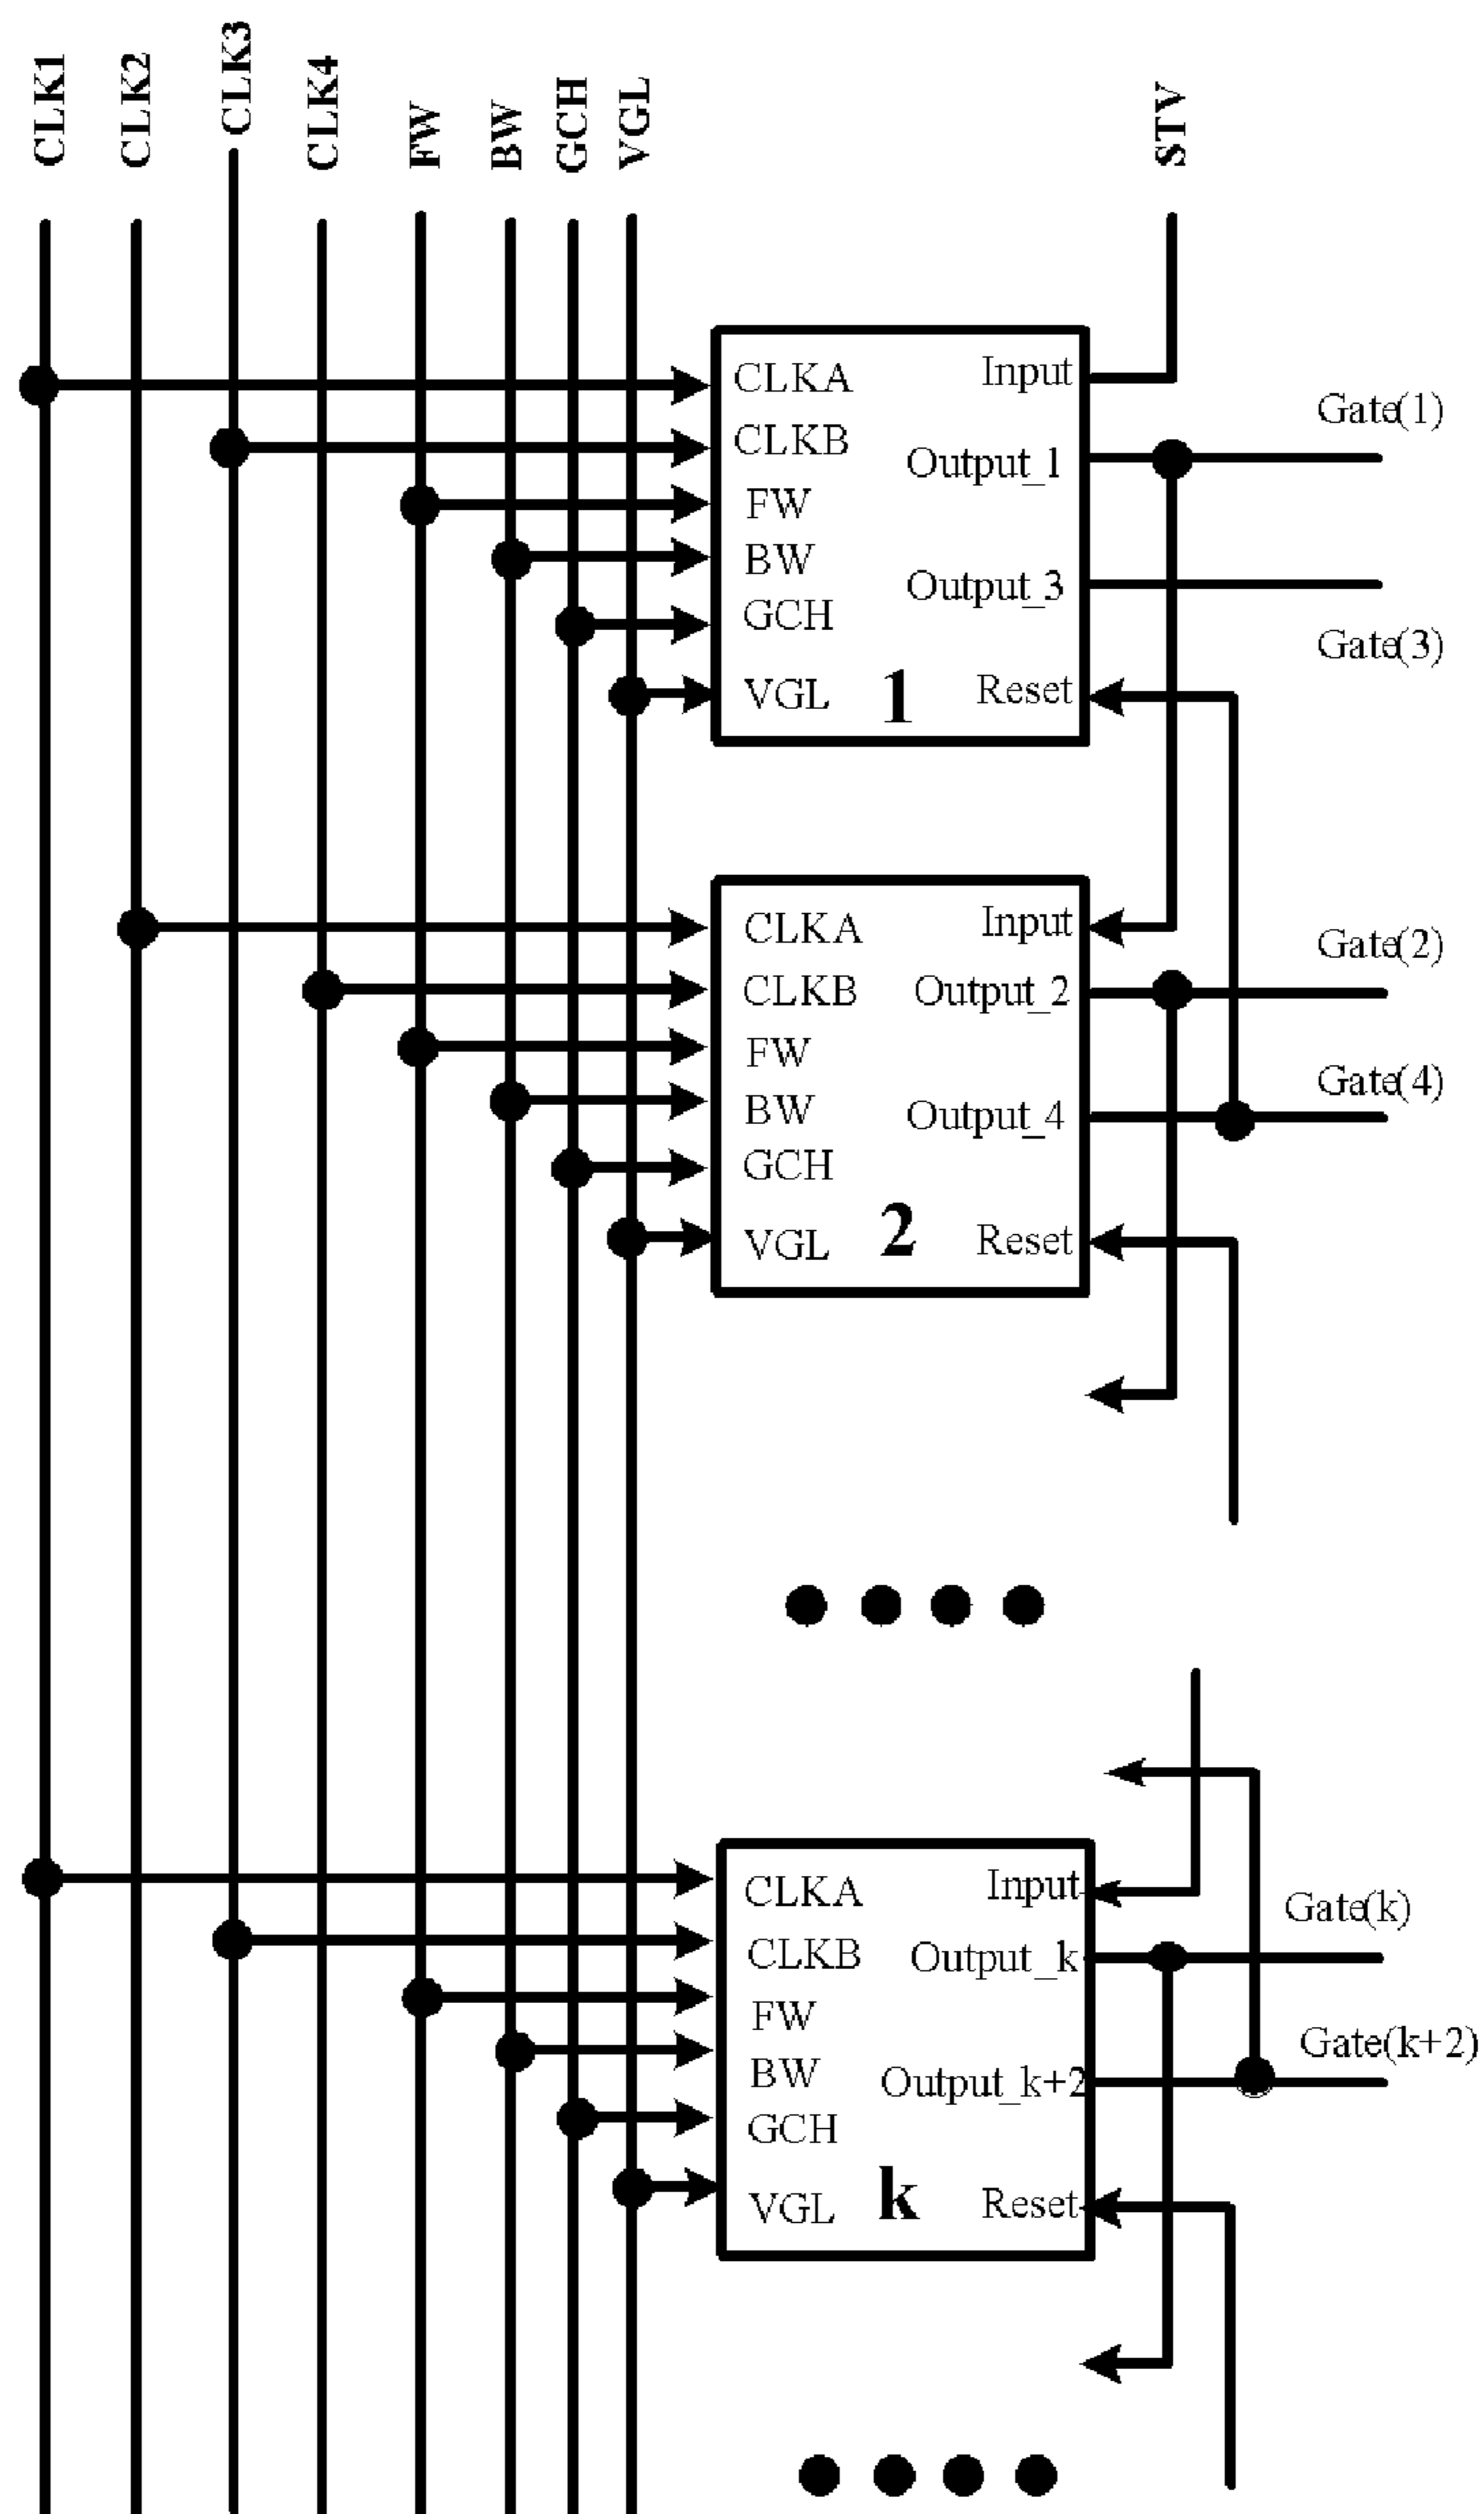 CLK1
CLK2
CLK3
CLK4
FW
BW
GCH
VGL
STV
CLKA
CLKB
FW
BW
GCH
VGL
1
Input
Output_1
Output_3
Reset
Gate(1)
Gate(3)
CLKA
CLKB
FW
BW
GCH
VGL
2
Input
Output_2
Output_4
Reset
Gate(2)
Gate(4)
CLKA
CLKB
FW
BW
GCH
VGL
k
Input
Output_k
Output_k+2
Reset
Gate(k)
Gate(k+2)